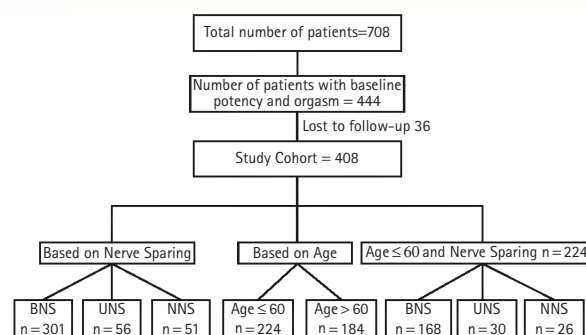 Total number of patients=708
Number of patients with baseline
potency and orgasm = 444
Lost to follow-up 36
Study Cohort = 408
Based on Nerve Sparing
Based on Age
Age ≤ 60 and Nerve Sparing n=224
BNS
n=301
UNS
n=56
NNS
n=51
Age ≤ 60
n=224
Age > 60
n=184
BNS
n=168
UNS
n=30
NNS
n=26